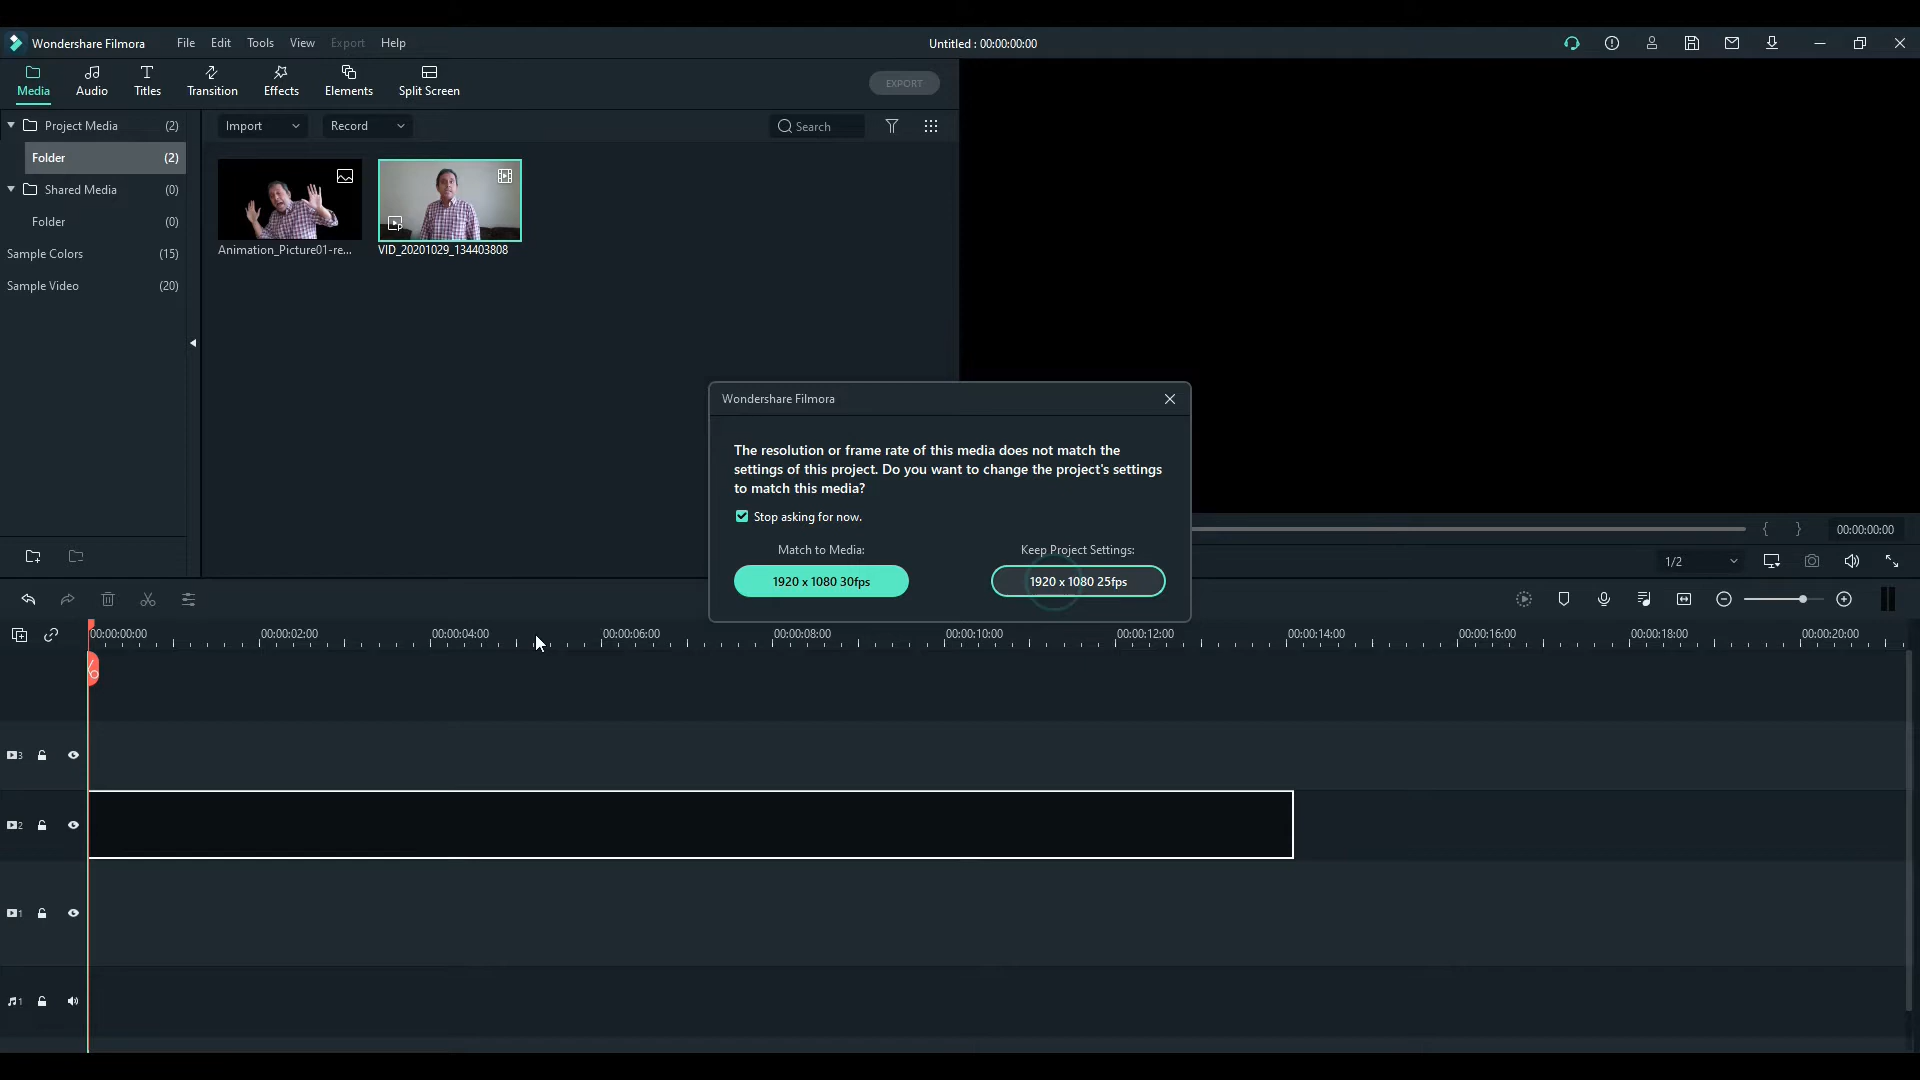 Wondershare Filmora
File
Edit
Tools
View
Export
Help
Untitled : 00:00:00:00
Media
Audio
Titles
Transition
Effects
Elements
Split Screen
EXPORT
Project Media (2)
Folder (2)
Shared Media (0)
Folder (0)
Sample Colors (15)
Sample Video (20)
Import
Record
Search
Animation_Picture01-re...
VID_20201029_134403808
Wondershare Filmora
The resolution or frame rate of this media does not match the
settings of this project. Do you want to change the project's settings
to match this media?
Stop asking for now.
Match to Media:
Keep Project Settings:
1920 x 1080 30fps
1920 x 1080 25fps
{ }
00:00:00:00
1/2
00:00:00:00
00:00:02:00
00:00:04:00
00:00:06:00
00:00:08:00
00:00:10:00
00:00:12:00
00:00:14:00
00:00:16:00
00:00:18:00
00:00:20:00
3
2
1
1